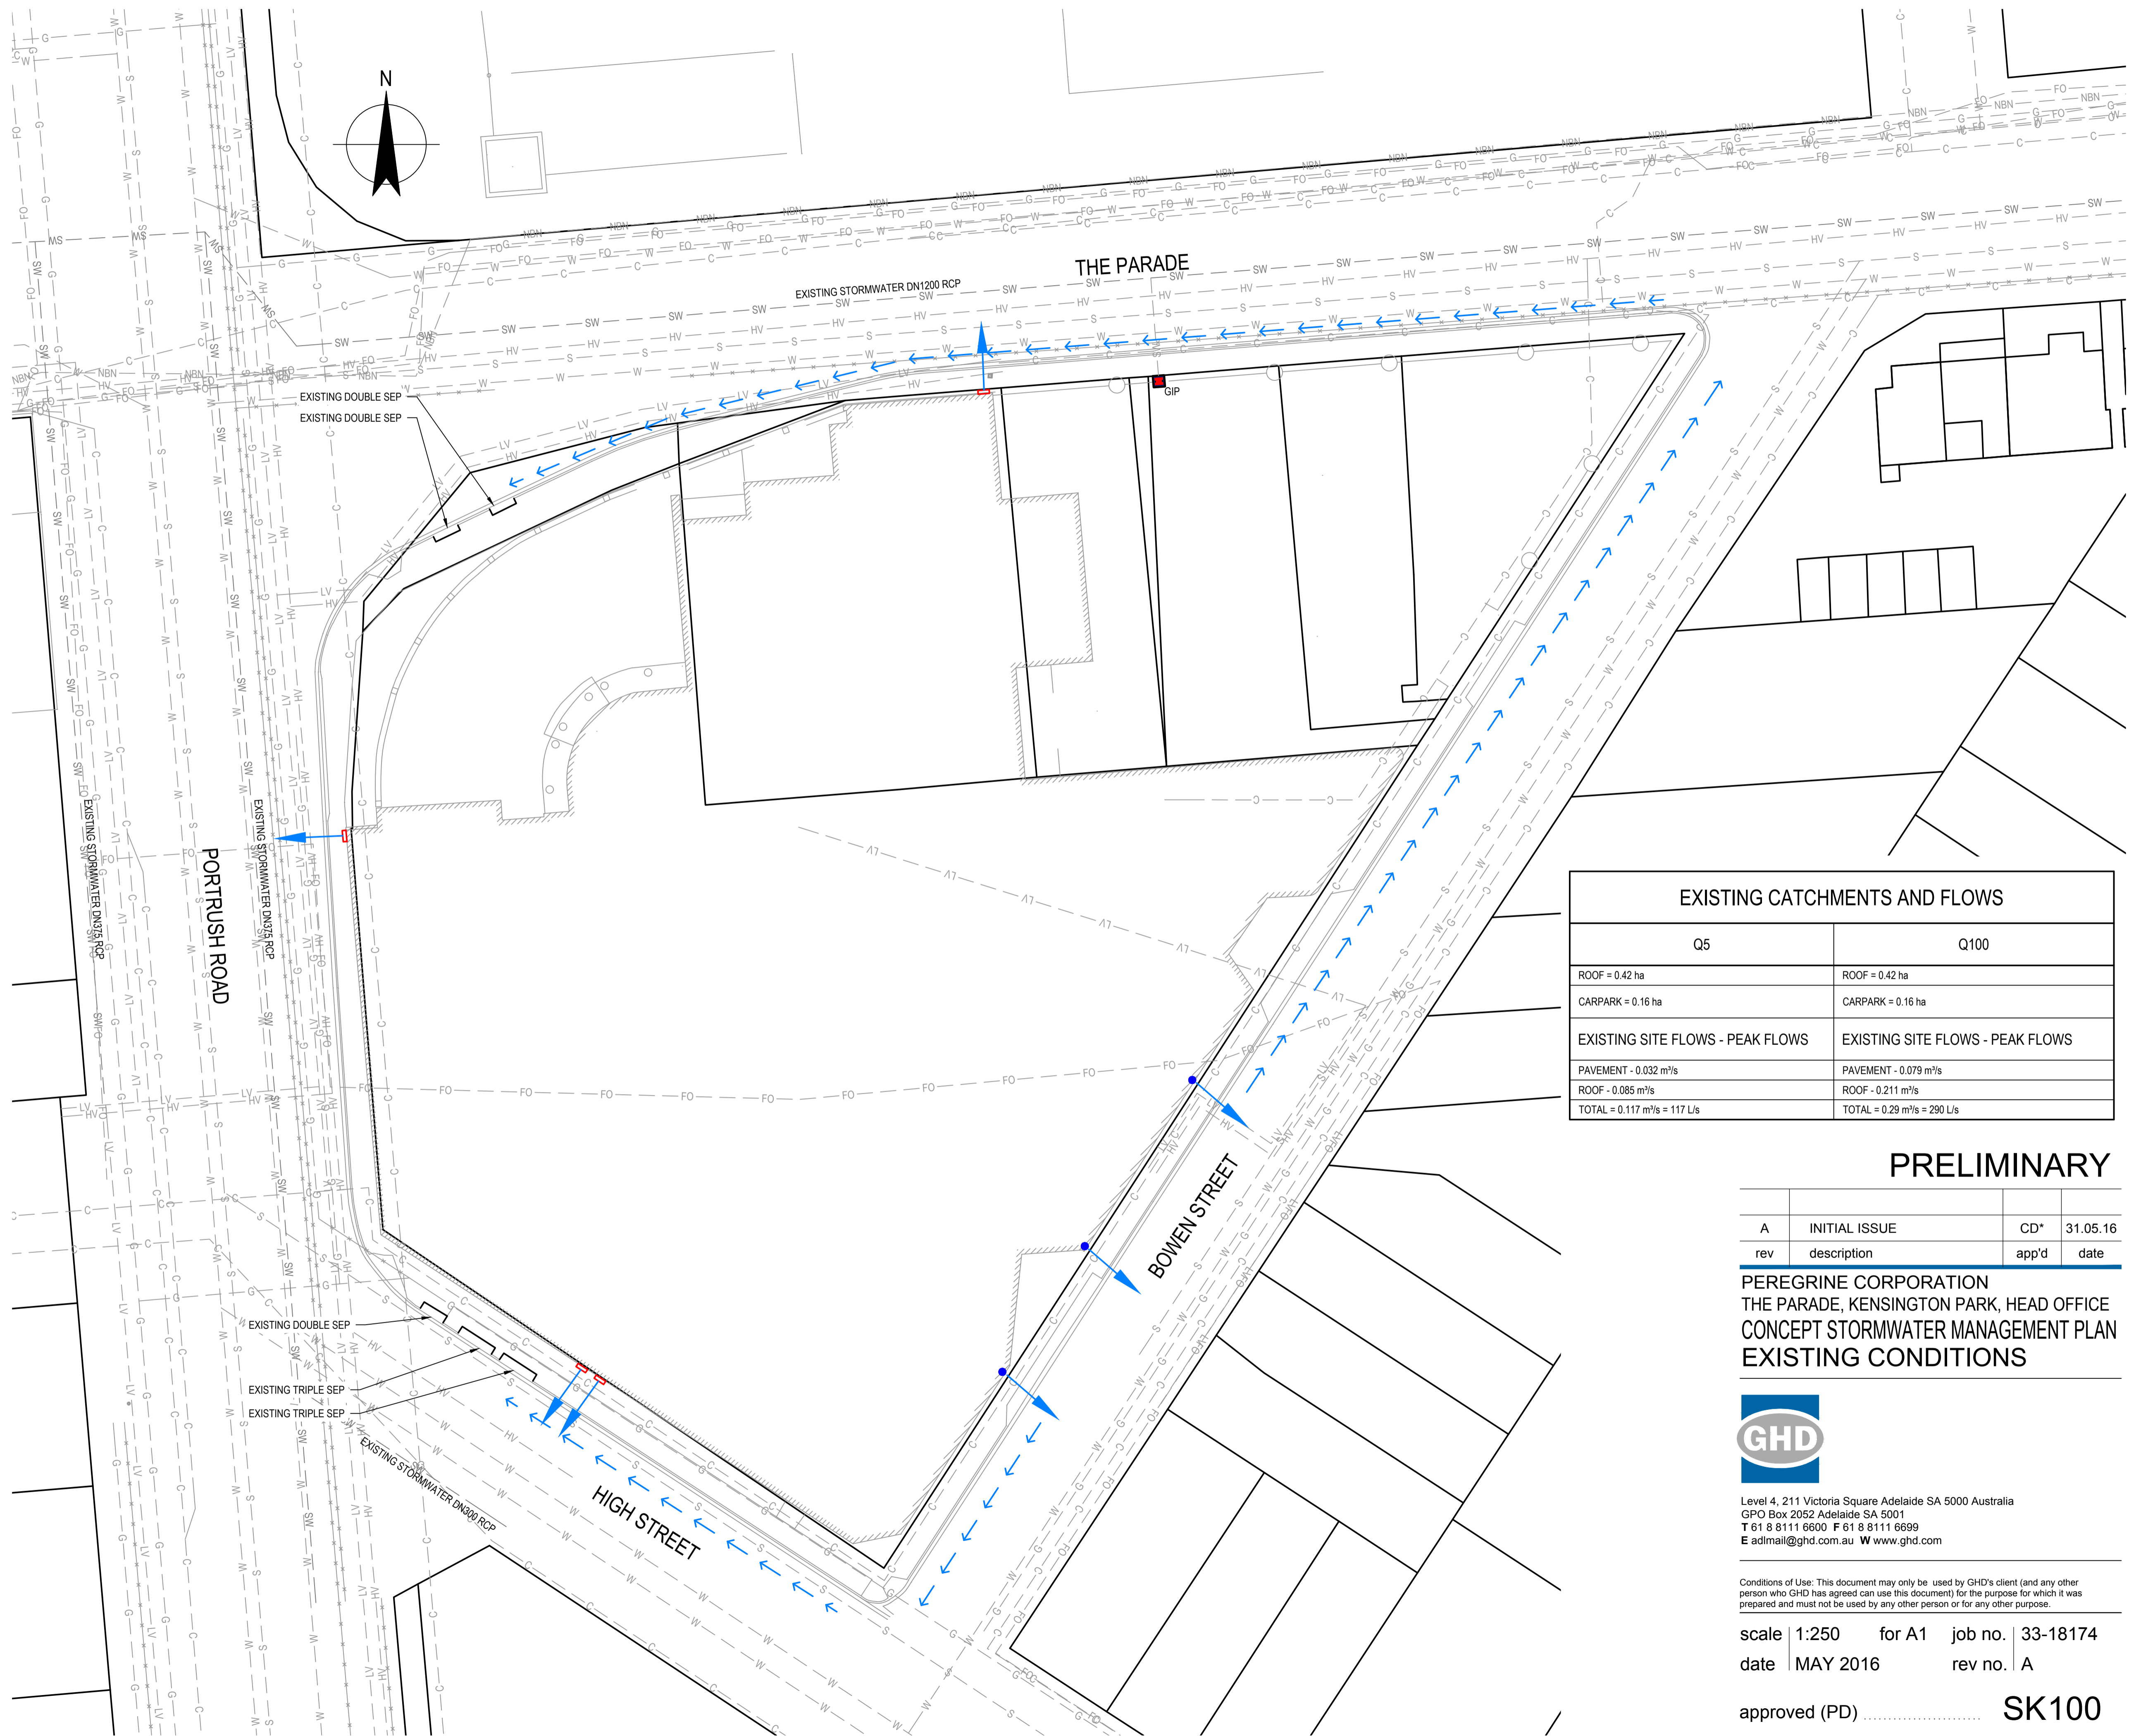 N
THE PARADE
EXISTING STORMWATER DN1200 RCP
GIP
EXISTING DOUBLE SEP
EXISTING DOUBLE SEP
EXISTING STORMWATER DN375 RCP
PORTRUSH ROAD
EXISTING STORMWATER DN375 RCP
EXISTING DOUBLE SEP
EXISTING TRIPLE SEP
EXISTING TRIPLE SEP
EXISTING STORMWATER DN300 RCP
HIGH STREET
BOWEN STREET
EXISTING CATCHMENTS AND FLOWS
Q5 Q100
ROOF = 0.42 ha ROOF = 0.42 ha
CARPARK = 0.16 ha CARPARK = 0.16 ha
EXISTING SITE FLOWS - PEAK FLOWS EXISTING SITE FLOWS - PEAK FLOWS
PAVEMENT - 0.032 m³/s PAVEMENT - 0.079 m³/s
ROOF - 0.085 m³/s ROOF - 0.211 m³/s
TOTAL = 0.117 m³/s = 117 L/s TOTAL = 0.29 m³/s = 290 L/s
PRELIMINARY
A INITIAL ISSUE CD* 31.05.16
rev description app'd date
PEREGRINE CORPORATION
THE PARADE, KENSINGTON PARK, HEAD OFFICE
CONCEPT STORMWATER MANAGEMENT PLAN
EXISTING CONDITIONS
GHD
Level 4, 211 Victoria Square Adelaide SA 5000 Australia
GPO Box 2052 Adelaide SA 5001
T 61 8 8111 6600 F 61 8 8111 6699
E adlmail@ghd.com.au W www.ghd.com
Conditions of Use: This document may only be used by GHD's client (and any other
person who GHD has agreed can use this document) for the purpose for which it was
prepared and must not be used by any other person or for any other purpose.
scale 1:250 for A1 job no. 33-18174
date MAY 2016 rev no. A
approved (PD) ........................ SK100